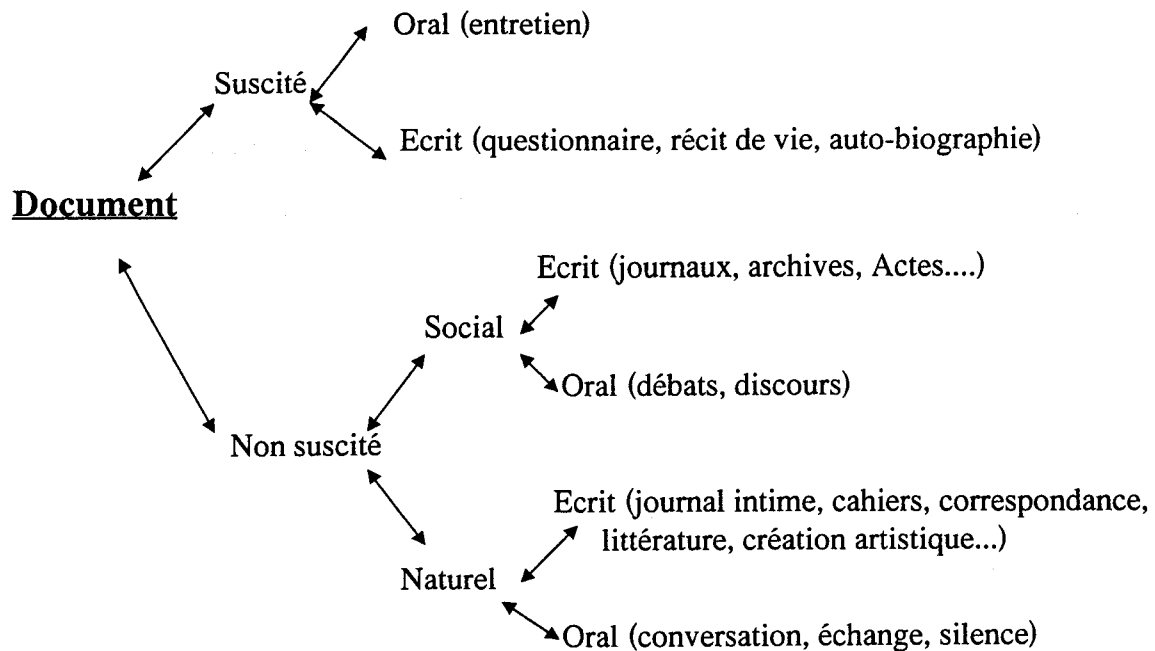 Oral (entretien)
Suscité
Ecrit (questionnaire, récit de vie, auto-biographie)
Document
Ecrit (journaux, archives, Actes....)
Social
Oral (débats, discours)
Non suscité
Ecrit (journal intime, cahiers, correspondance,
littérature, création artistique...)
Naturel
Oral (conversation, échange, silence)